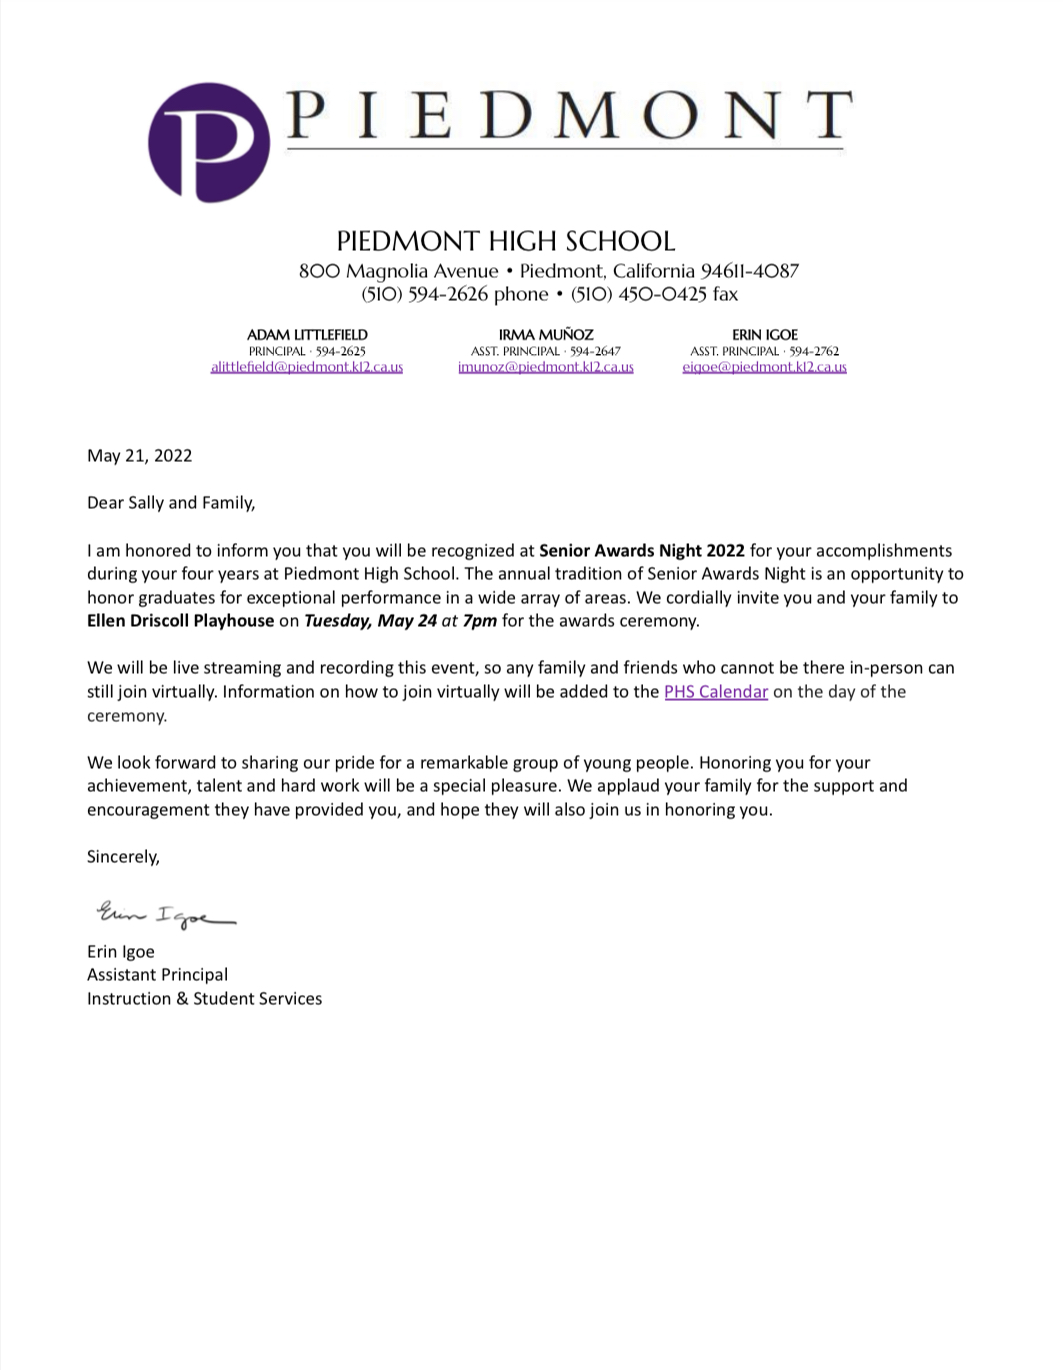 P PIEDMONT
PIEDMONT HIGH SCHOOL
800 Magnolia Avenue • Piedmont, California 94611-4087
(510) 594-2626 phone • (510) 450-0425 fax
ADAM LITTLEFIELD IRMA MUÑOZ ERIN IGOE
PRINCIPAL · 594-2625 ASST. PRINCIPAL · 594-2647 ASST. PRINCIPAL · 594-2762
alittlefield@piedmont.k12.ca.us imunoz@piedmont.k12.ca.us eigoe@piedmont.k12.ca.us
May 21, 2022
Dear Sally and Family,
I am honored to inform you that you will be recognized at Senior Awards Night 2022 for your accomplishments
during your four years at Piedmont High School. The annual tradition of Senior Awards Night is an opportunity to
honor graduates for exceptional performance in a wide array of areas. We cordially invite you and your family to
Ellen Driscoll Playhouse on Tuesday, May 24 at 7pm for the awards ceremony.
We will be live streaming and recording this event, so any family and friends who cannot be there in-person can
still join virtually. Information on how to join virtually will be added to the PHS Calendar on the day of the
ceremony.
We look forward to sharing our pride for a remarkable group of young people. Honoring you for your
achievement, talent and hard work will be a special pleasure. We applaud your family for the support and
encouragement they have provided you, and hope they will also join us in honoring you.
Sincerely,
Erin Igoe
Erin Igoe
Assistant Principal
Instruction & Student Services